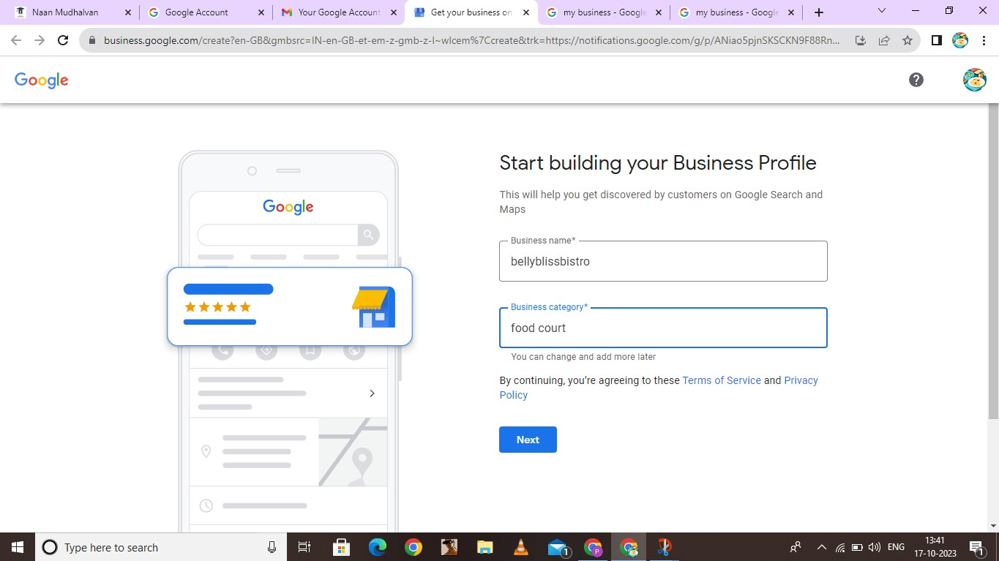 Naan Mudhalvan
Google Account
Your Google Account
Get your business on
my business - Google
my business - Google
business.google.com/create?en-GB&gmbsrc=IN-en-GB-et-em-z-gmb-z-l~wlcem%7Ccreate&trk=https://notifications.google.com/g/p/ANiao5pjnSKSCKN9F88Rn...
Google
Google
Start building your Business Profile
This will help you get discovered by customers on Google Search and
Maps
Business name*
bellyblissbistro
Business category*
food court
You can change and add more later
By continuing, you’re agreeing to these Terms of Service and Privacy
Policy
Next
Type here to search
1
P
ENG
13:41
17-10-2023
1